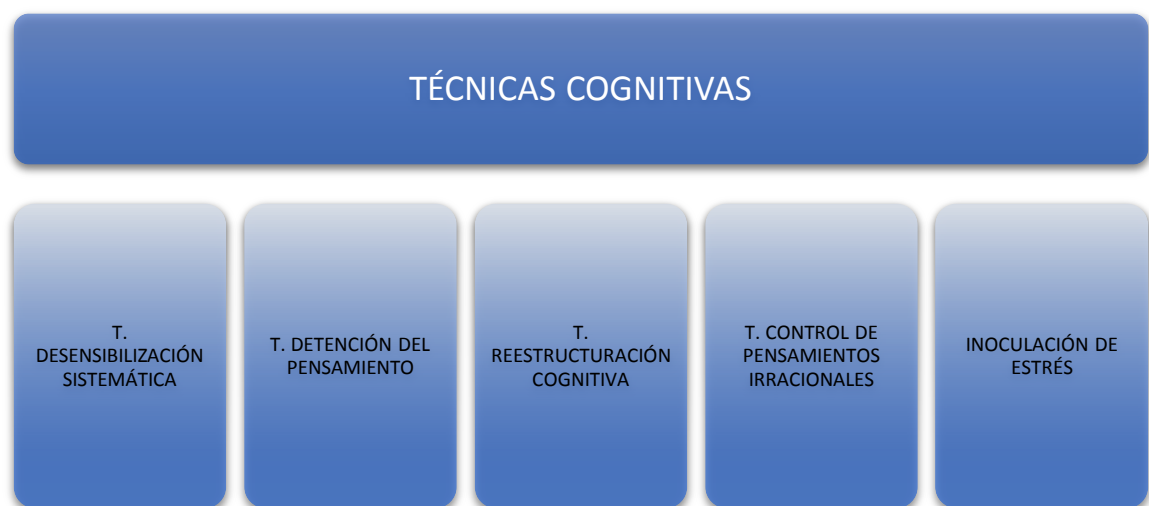 TÉCNICAS COGNITIVAS
T.
DESENSIBILIZACIÓN
SISTEMÁTICA
T. DETENCIÓN DEL
PENSAMIENTO
T.
REESTRUCTURACIÓN
COGNITIVA
T. CONTROL DE
PENSAMIENTOS
IRRACIONALES
INOCULACIÓN DE
ESTRÉS